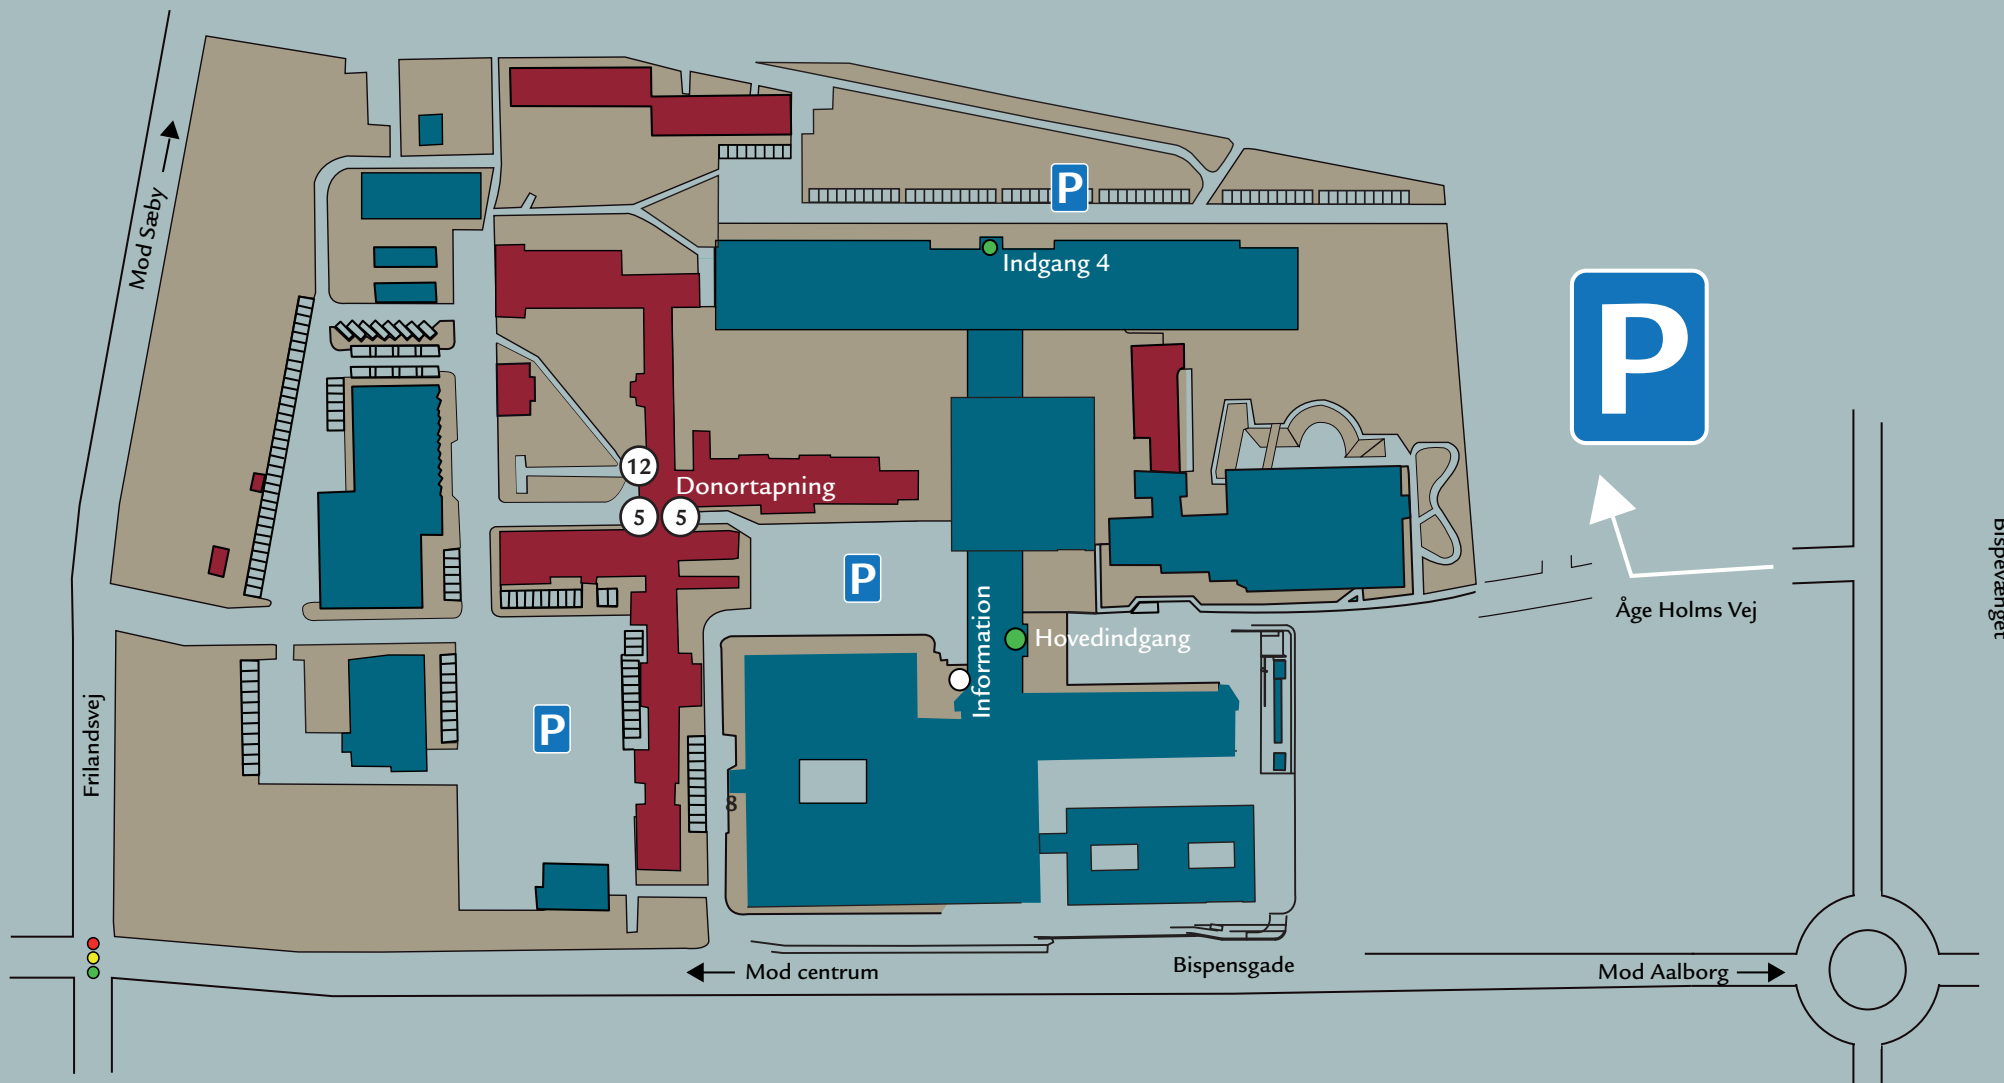 Mod Sæby
P
Indgang 4
P
12
Donortapning
5
5
P
Information
Hovedindgang
Åge Holms Vej
Bispevænget
Frilandsvej
P
8
Mod centrum
Bispensgade
Mod Aalborg